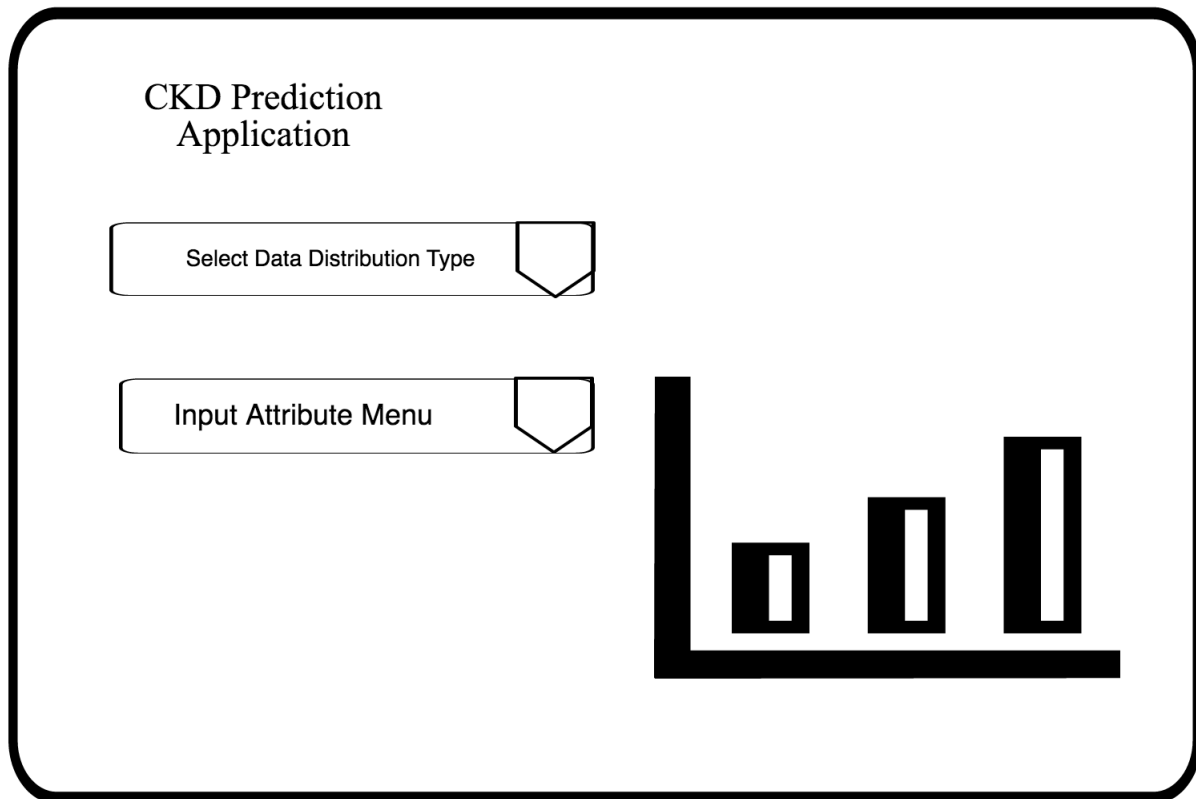 CKD Prediction
Application
Select Data Distribution Type
Input Attribute Menu